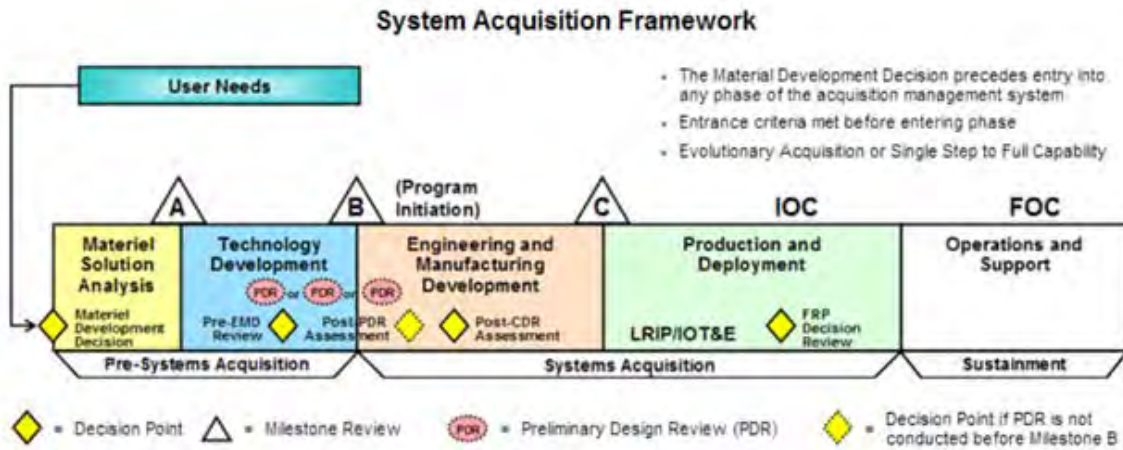 System Acquisition Framework
User Needs
• The Material Development Decision precedes entry into
any phase of the acquisition management system
• Entrance criteria met before entering phase
• Evolutionary Acquisition or Single Step to Full Capability
A
B
(Program
Initiation)
C
IOC
FOC
Materiel
Solution
Analysis
Technology
Development
Engineering and
Manufacturing
Development
Production and
Deployment
Operations and
Support
PDR or PDR or PDR
Materiel
Development
Decision
Pre-EMD
Review
Post-PDR
Assessment
Post-CDR
Assessment
LRIP/IOT&E
FRP
Decision
Review
Pre-Systems Acquisition
Systems Acquisition
Sustainment
= Decision Point
= Milestone Review
PDR = Preliminary Design Review (PDR)
= Decision Point if PDR is not
conducted before Milestone B